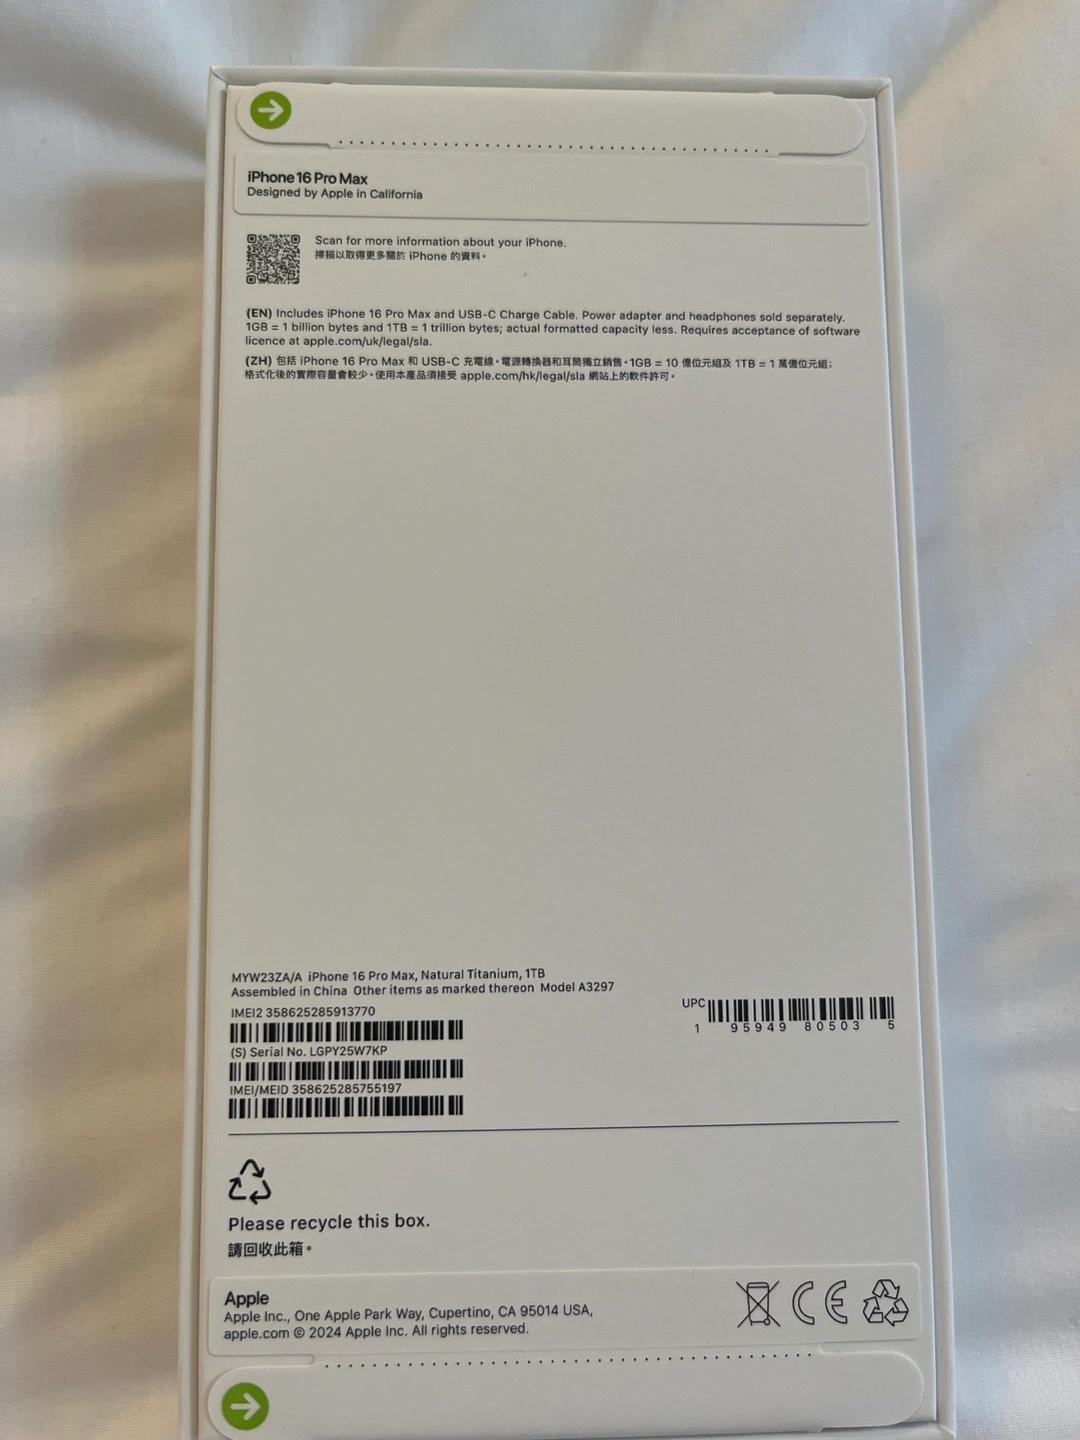 iPhone 16 Pro Max
Designed by Apple in California
Scan for more information about your iPhone.
掃描以取得更多關於 iPhone 的資料。
(EN) Includes iPhone 16 Pro Max and USB-C Charge Cable. Power adapter and headphones sold separately.
1GB = 1 billion bytes and 1TB = 1 trillion bytes; actual formatted capacity less. Requires acceptance of software
licence at apple.com/uk/legal/sla.
(ZH) 包括 iPhone 16 Pro Max 和 USB-C 充電線。電源轉換器和耳筒獨立銷售。1GB = 10 億位元組及 1TB = 1 萬億位元組;
格式化後的實際容量會較少。使用本產品須接受 apple.com/hk/legal/sla 網站上的軟件許可。
MYW23ZA/A iPhone 16 Pro Max, Natural Titanium, 1TB
Assembled in China Other items as marked thereon Model A3297
IMEI2 358625285913770
(S) Serial No. LGPY25W7KP
IMEI/MEID 358625285755197
UPC
1 95949 80503 5
Please recycle this box.
請回收此箱。
Apple
Apple Inc., One Apple Park Way, Cupertino, CA 95014 USA,
apple.com © 2024 Apple Inc. All rights reserved.
CE